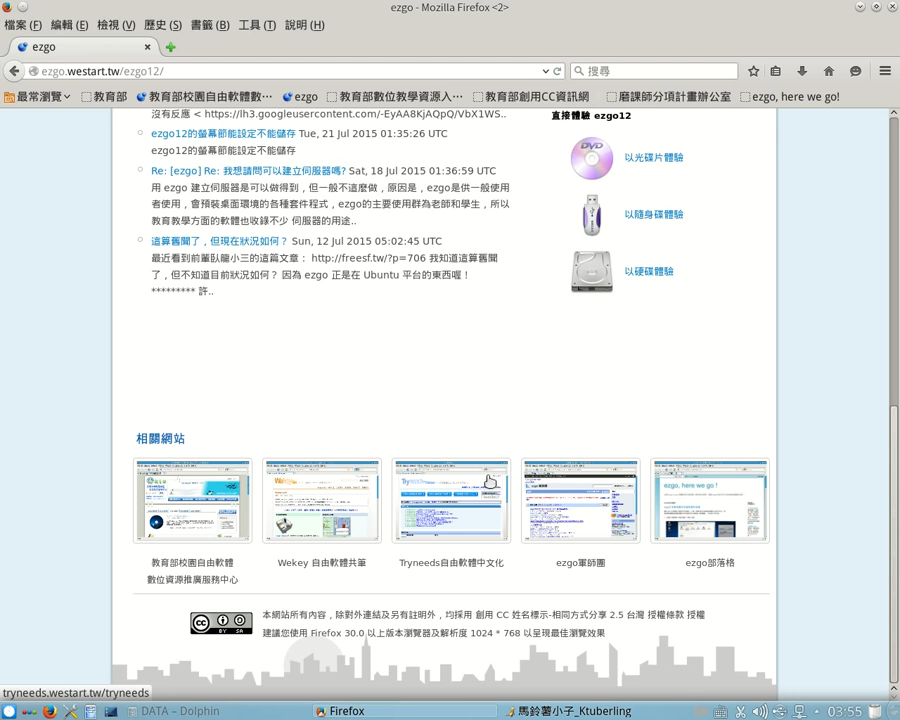 ezgo - Mozilla Firefox <2>
檔案 (F) 編輯 (E) 檢視 (V) 歷史 (S) 書籤 (B) 工具 (T) 說明 (H)
ezgo
ezgo.westart.tw/ezgo12/
搜尋
最常瀏覽 教育部 教育部校園自由軟體數⋯ ezgo 教育部數位教學資源入⋯ 教育部創用CC資訊網 磨課師分項計畫辦公室 ezgo, here we go!
沒有反應 < https://lh3.googleusercontent.com/-EyAA8KjAQpQ/VbX1WS..
ezgo12的螢幕節能設定不能儲存 Tue, 21 Jul 2015 01:35:26 UTC
ezgo12的螢幕節能設定不能儲存
Re: [ezgo] Re: 我想請問可以建立伺服器嗎? Sat, 18 Jul 2015 01:36:59 UTC
用 ezgo 建立伺服器是可以做得到，但一般不這麼做，原因是，ezgo是供一般使用
者使用，會預裝桌面環境的各種套件程式，ezgo的主要使用群為老師和學生，所以
教育教學方面的軟體也收錄不少 伺服器的用途..
這算舊聞了，但現在狀況如何？ Sun, 12 Jul 2015 05:02:45 UTC
最近看到前輩臥龍小三的這篇文章： http://freesf.tw/?p=706 我知道這算舊聞
了，但不知道目前狀況如何？ 因為 ezgo 正是在 Ubuntu 平台的東西喔！
********* 許..
直接體驗 ezgo12
DVD
以光碟片體驗
以隨身碟體驗
以硬碟體驗
相關網站
ezgo, here we go !
教育部校園自由軟體
數位資源推廣服務中心
Wekey 自由軟體共筆
Tryneeds自由軟體中文化
ezgo軍師團
ezgo部落格
cc BY SA
本網站所有內容，除對外連結及另有註明外，均採用 創用 CC 姓名標示-相同方式分享 2.5 台灣 授權條款 授權
建議您使用 Firefox 30.0 以上版本瀏覽器及解析度 1024 * 768 以呈現最佳瀏覽效果
tryneeds.westart.tw/tryneeds
DATA – Dolphin
Firefox
馬鈴薯小子_Ktuberling
03:55